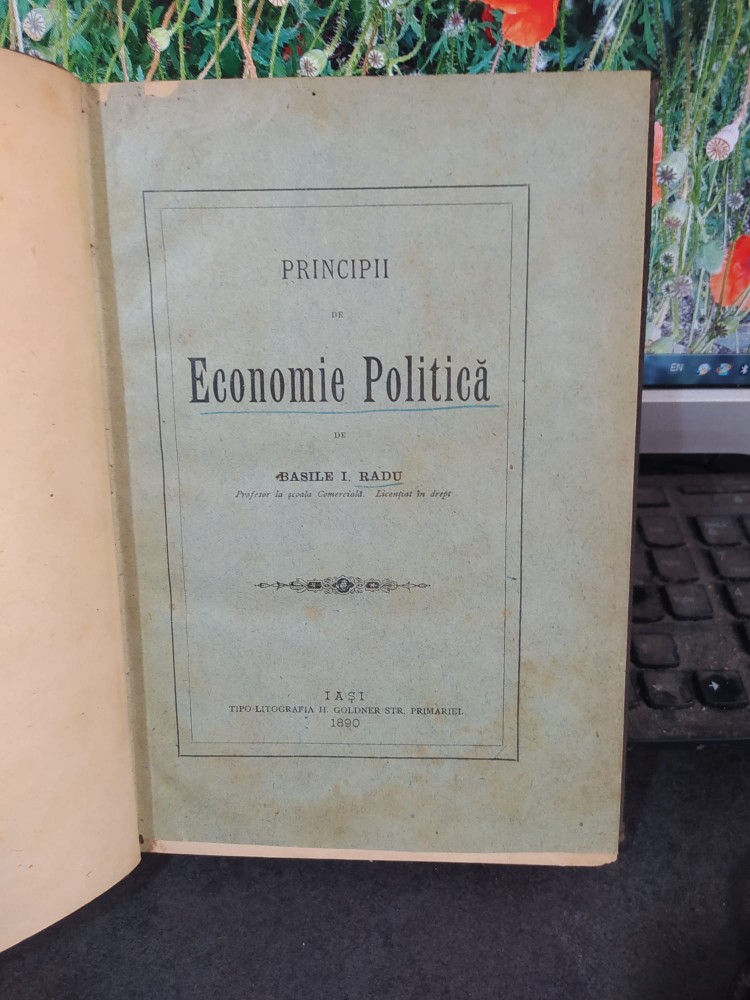 PRINCIPII
DE
Economie Politică
DE
BASILE I. RADU
Profesor la școala Comercială. Licențiat în drept
IAȘI
TIPO-LITOGRAFIA H. GOLDNER STR. PRIMARIEI.
1890
EN